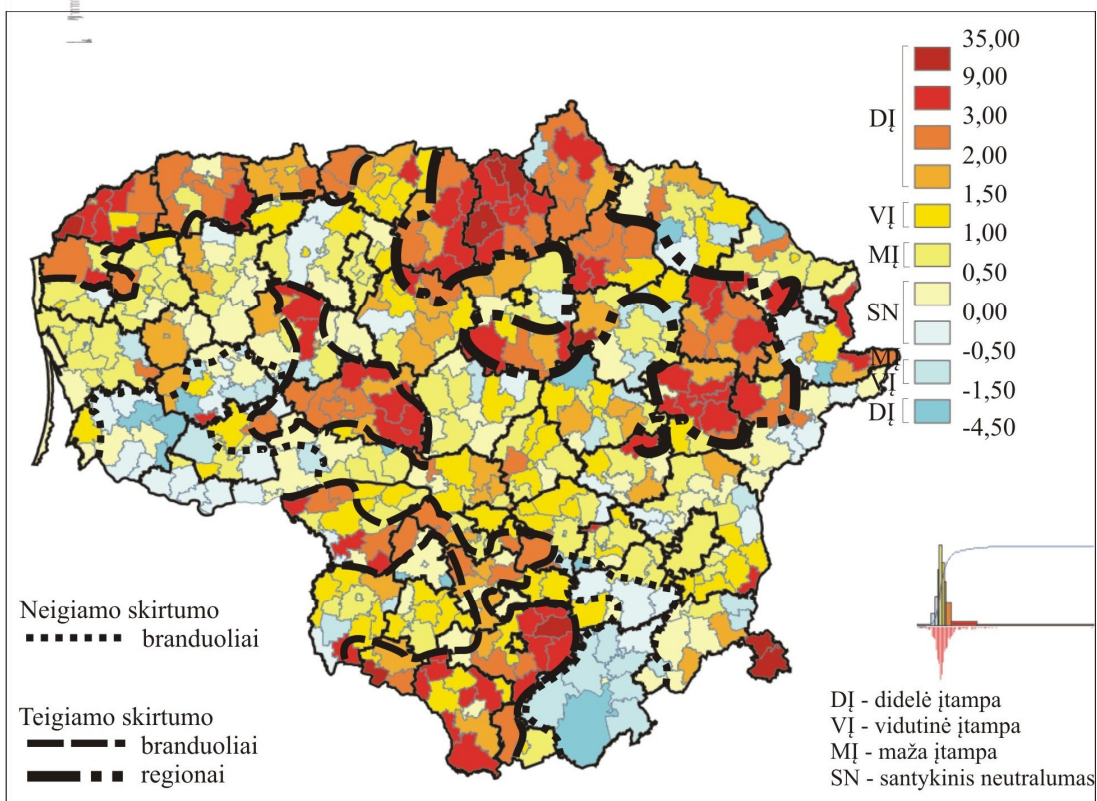 35,00
9,00
DĮ
3,00
2,00
1,50
VĮ
1,00
MĮ
0,50
SN
0,00
-0,50
MĮ
VĮ
-1,50
DĮ
-4,50
Neigiamo skirtumo
branduoliai
Teigiamo skirtumo
branduoliai
regionai
DĮ - didelė įtampa
VĮ - vidutinė įtampa
MĮ - maža įtampa
SN - santykinis neutralumas